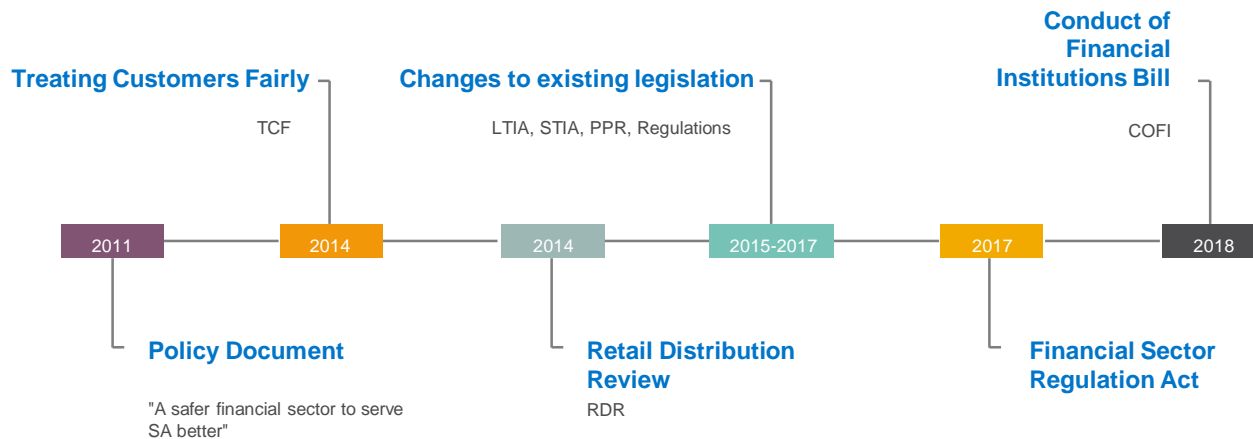 Conduct of
Financial
Institutions Bill
COFI
Treating Customers Fairly
TCF
Changes to existing legislation
LTIA, STIA, PPR, Regulations
2011
2014
2014
2015-2017
2017
2018
Policy Document
"A safer financial sector to serve
SA better"
Retail Distribution
Review
RDR
Financial Sector
Regulation Act